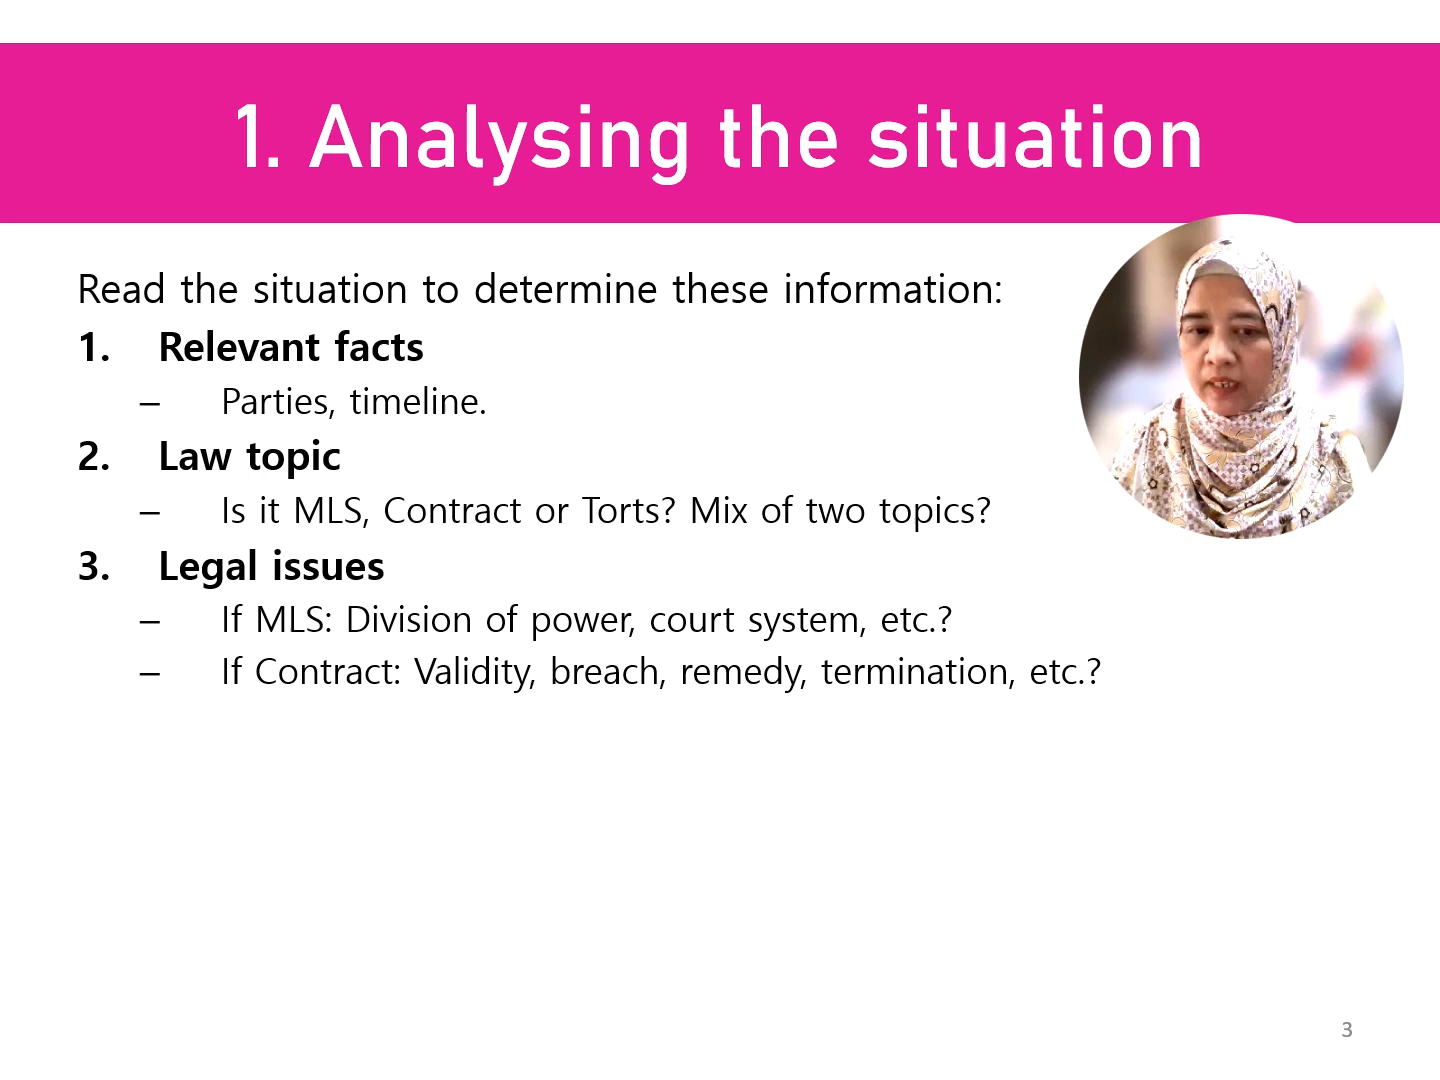 1. Analysing the situation
Read the situation to determine these information:
1. Relevant facts
– Parties, timeline.
2. Law topic
– Is it MLS, Contract or Torts? Mix of two topics?
3. Legal issues
– If MLS: Division of power, court system, etc.?
– If Contract: Validity, breach, remedy, termination, etc.?
3